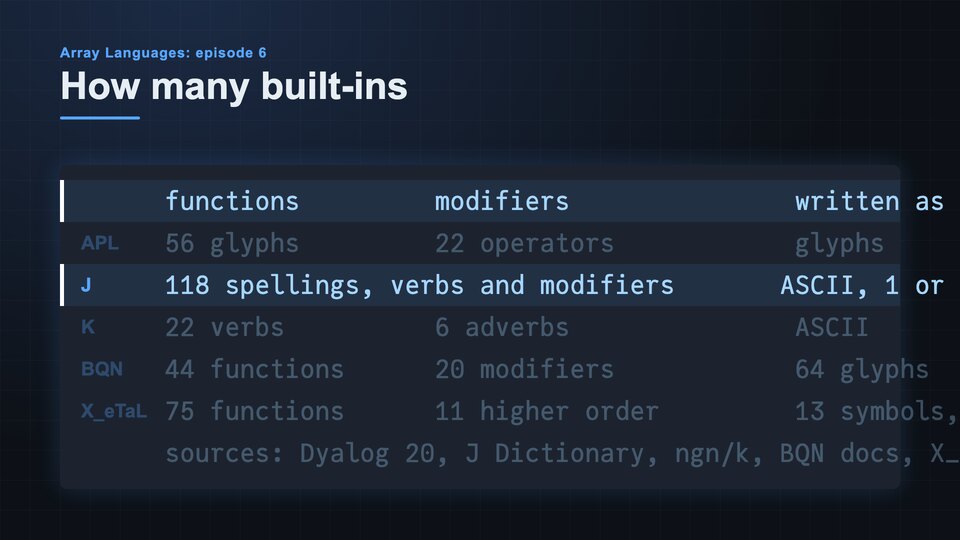 Array Languages: episode 6
How many built-ins
functions modifiers written as
APL 56 glyphs 22 operators glyphs
J 118 spellings, verbs and modifiers ASCII, 1 or
K 22 verbs 6 adverbs ASCII
BQN 44 functions 20 modifiers 64 glyphs
X_eTaL 75 functions 11 higher order 13 symbols,
sources: Dyalog 20, J Dictionary, ngn/k, BQN docs, X_